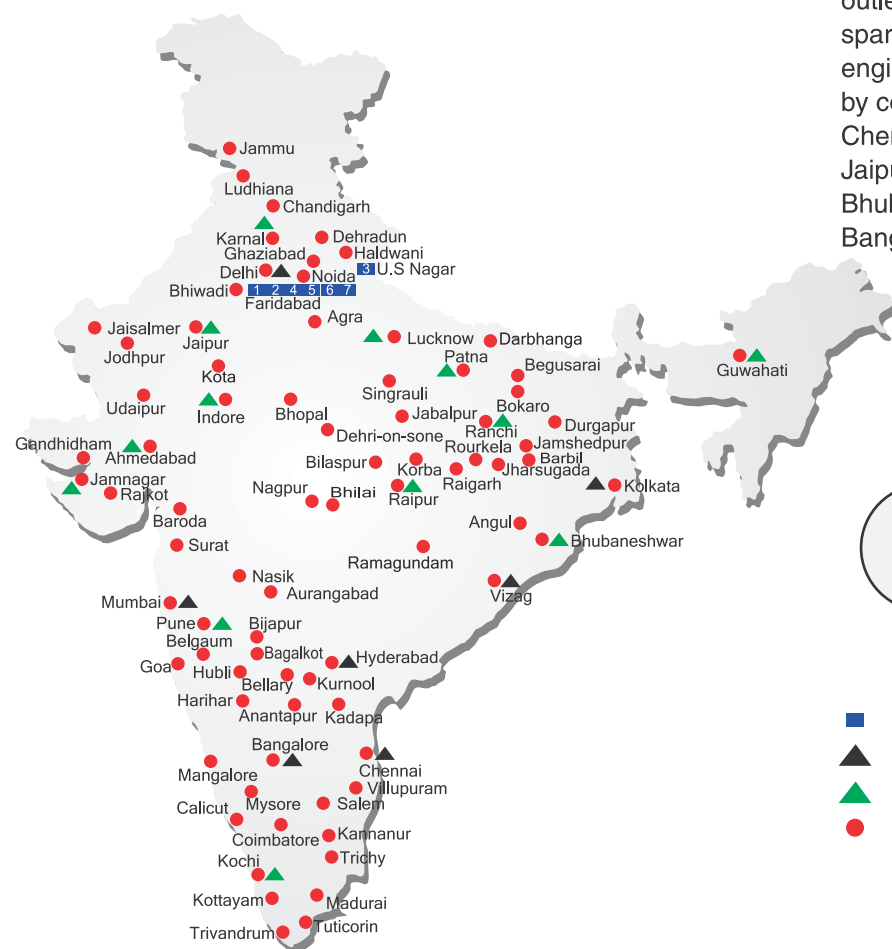 outle
spar
engi
by co
Cher
Jaipu
Bhul
Bang
Jammu
Ludhiana
Chandigarh
Karnal
Dehradun
Ghaziabad
Haldwani
Delhi
Noida
3 U.S Nagar
Bhiwadi
1 2 4 5 6 7
Faridabad
Agra
Jaisalmer
Jaipur
Lucknow
Darbhanga
Jodhpur
Patna
Guwahati
Kota
Begusarai
Singrauli
Udaipur
Indore
Bhopal
Jabalpur
Bokaro
Ranchi
Durgapur
Dehri-on-sone
Gandhidham
Ahmedabad
Rourkela
Jamshedpur
Bilaspur
Korba
Barbil
Raigarh
Jharsugada
Jamnagar
Rajkot
Nagpur
Bhilai
Raipur
Kolkata
Baroda
Angul
Surat
Bhubaneshwar
Ramagundam
Nasik
Aurangabad
Vizag
Mumbai
Pune
Bijapur
Belgaum
Bagalkot
Hyderabad
Goa
Hubli
Bellary
Kurnool
Harihar
Anantapur
Kadapa
Bangalore
Mangalore
Chennai
Villupuram
Mysore
Salem
Calicut
Coimbatore
Kannanur
Kochi
Trichy
Kottayam
Madurai
Tuticorin
Trivandrum